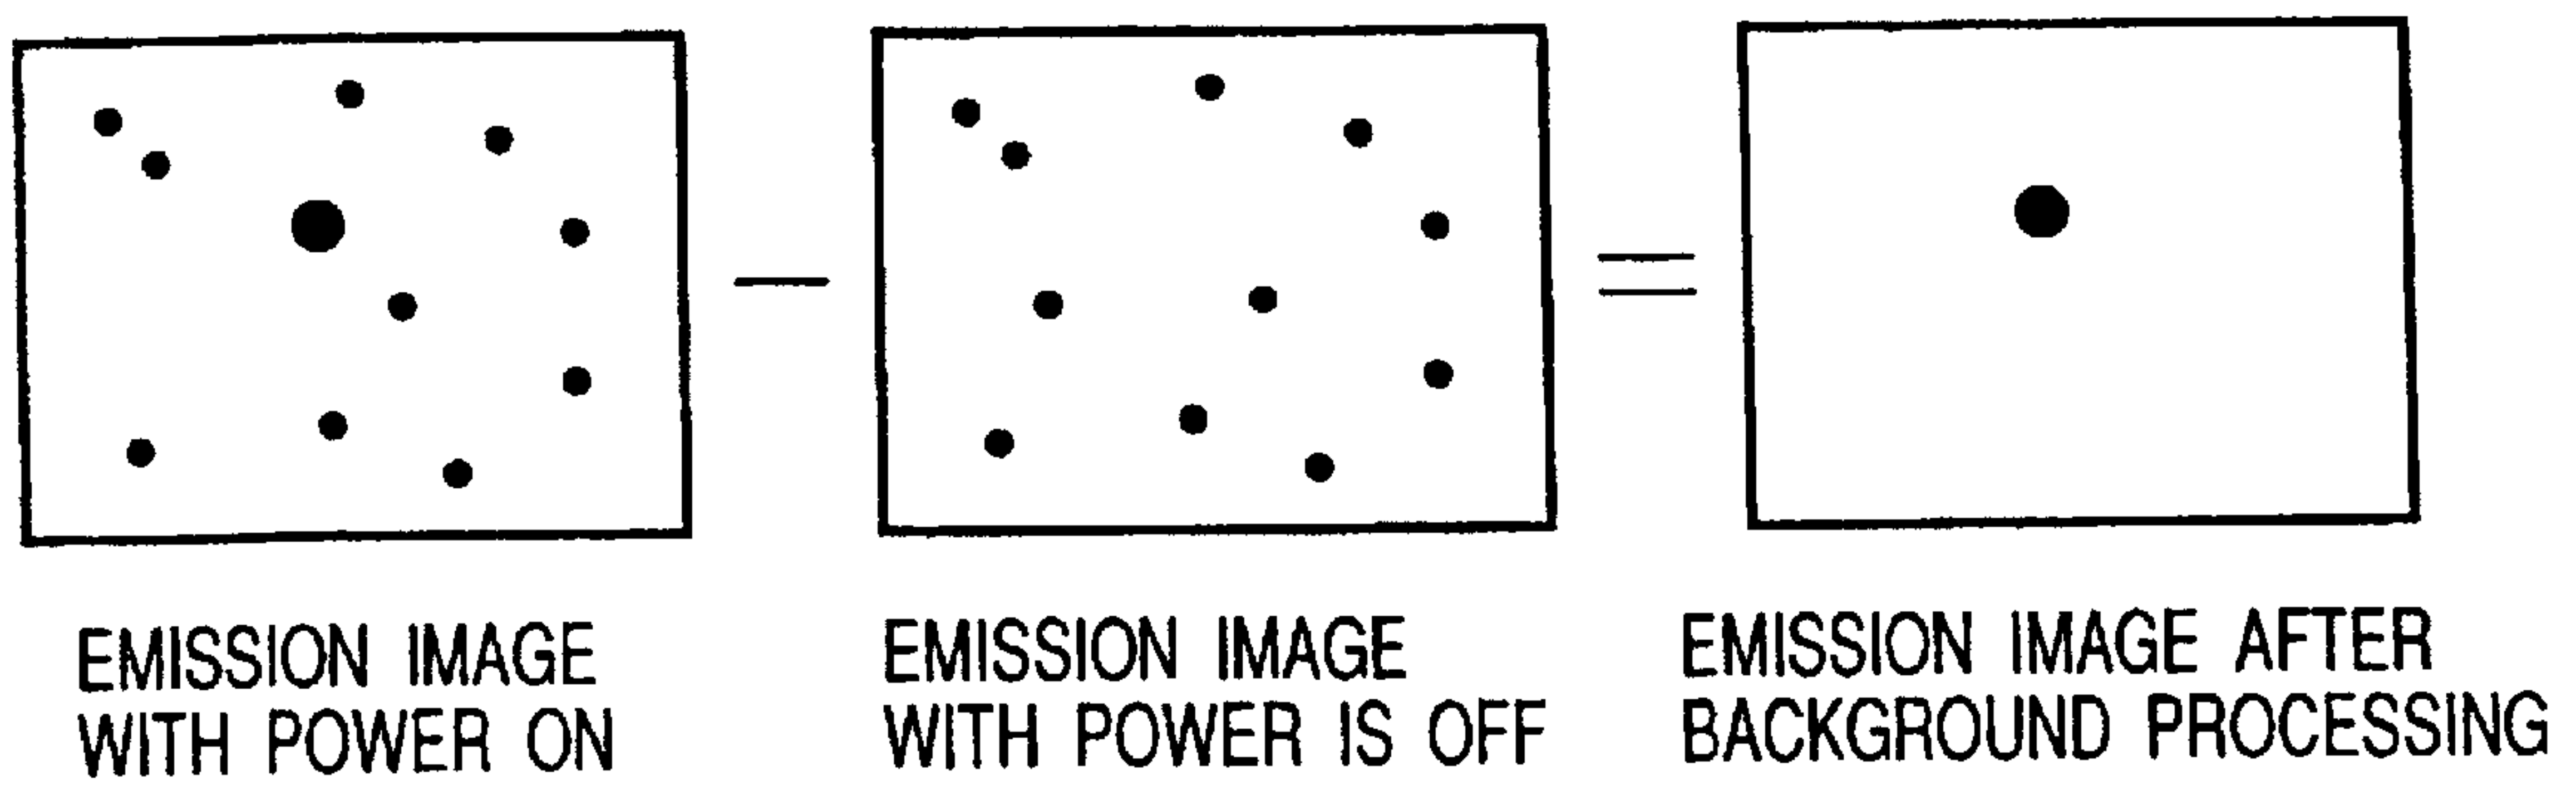 EMISSION IMAGE
WITH POWER ON
EMISSION IMAGE
WITH POWER IS OFF
EMISSION IMAGE AFTER
BACKGROUND PROCESSING